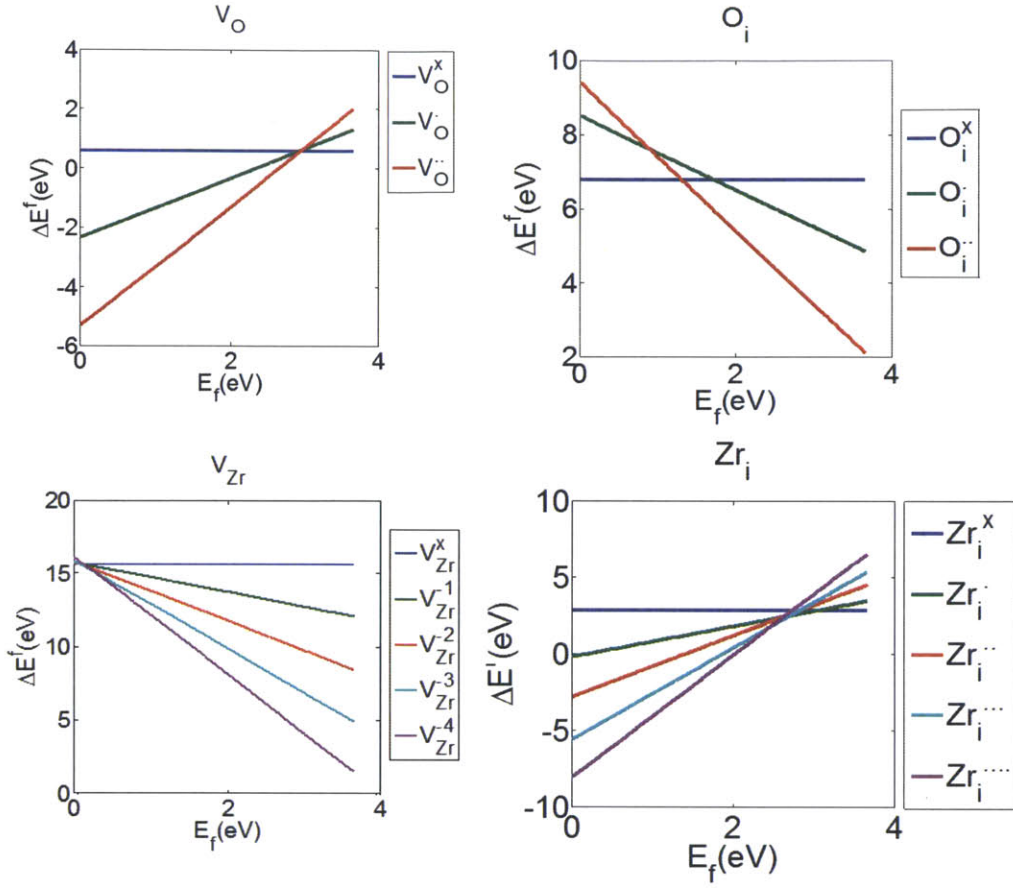 V_O
4
2
0
-2
-4
-6
ΔE^f(eV)
0 2 4
E_f(eV)
V_O^x
V_O^·
V_O^··
O_i
10
8
6
4
2
ΔE^f(eV)
0 2 4
E_f(eV)
O_i^x
O_i^·
O_i^··
V_Zr
20
15
10
5
0
ΔE^f(eV)
0 2 4
E_f(eV)
V_Zr^x
V_Zr^-1
V_Zr^-2
V_Zr^-3
V_Zr^-4
Zr_i
10
5
0
-5
-10
ΔE'(eV)
0 2 4
E_f(eV)
Zr_i^x
Zr_i^·
Zr_i^··
Zr_i^···
Zr_i^····